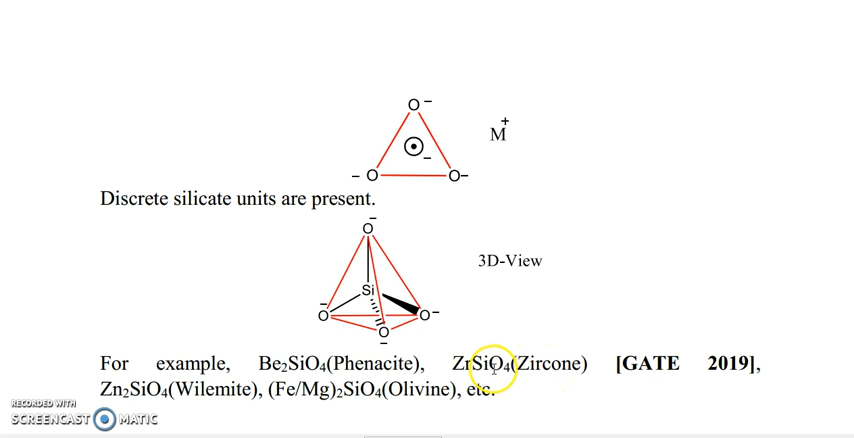 O−
M+
− O O−
Discrete silicate units are present.
O−
3D-View
Si
O− O−
O−
For example, Be₂SiO₄(Phenacite), ZrSiO₄(Zircone) [GATE 2019],
Zn₂SiO₄(Wilemite), (Fe/Mg)₂SiO₄(Olivine), etc.
RECORDED WITH
SCREENCAST MATIC